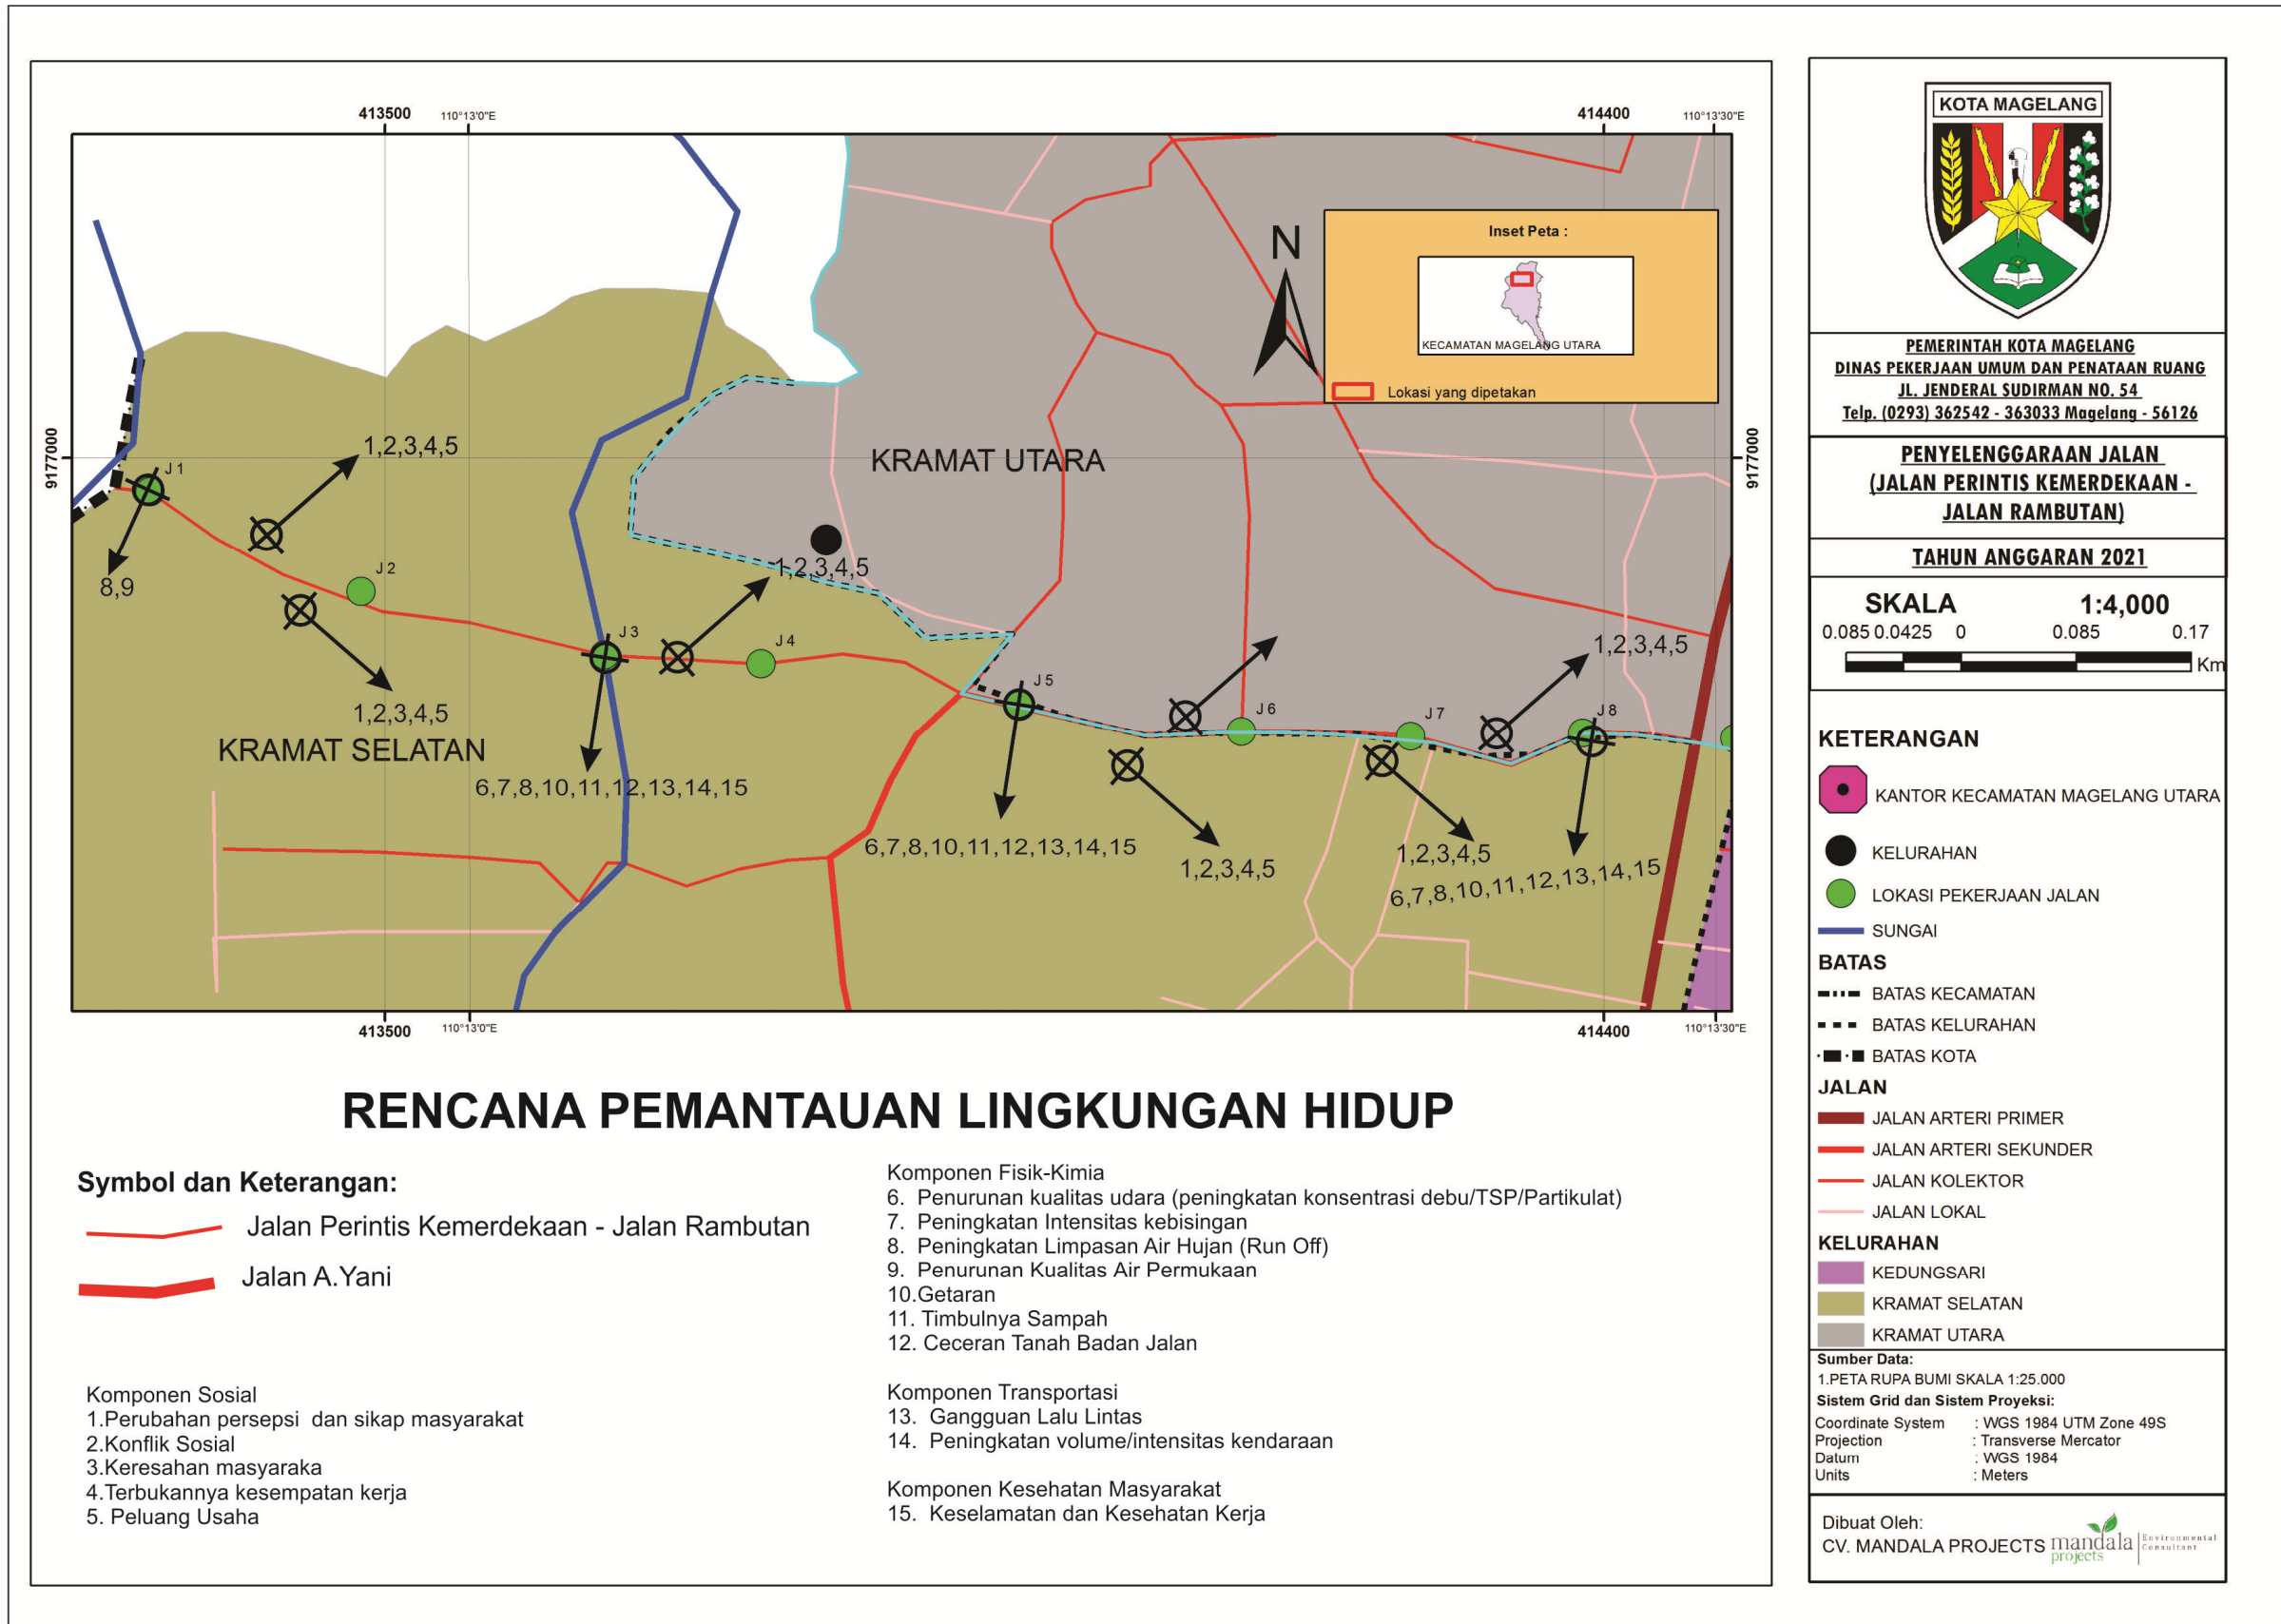 413500
110°13'0"E
414400
110°13'30"E
9177000
9177000
N
Inset Peta :
KECAMATAN MAGELANG UTARA
Lokasi yang dipetakan
KRAMAT UTARA
KRAMAT SELATAN
J 1
8,9
1,2,3,4,5
J 2
1,2,3,4,5
J 3
6,7,8,10,11,12,13,14,15
1,2,3,4,5
J 4
J 5
6,7,8,10,11,12,13,14,15
J 6
1,2,3,4,5
J 7
1,2,3,4,5
1,2,3,4,5
J 8
6,7,8,10,11,12,13,14,15
413500
110°13'0"E
414400
110°13'30"E
RENCANA PEMANTAUAN LINGKUNGAN HIDUP
Symbol dan Keterangan:
Jalan Perintis Kemerdekaan - Jalan Rambutan
Jalan A.Yani
Komponen Sosial
1.Perubahan persepsi dan sikap masyarakat
2.Konflik Sosial
3.Keresahan masyaraka
4.Terbukannya kesempatan kerja
5. Peluang Usaha
Komponen Fisik-Kimia
6. Penurunan kualitas udara (peningkatan konsentrasi debu/TSP/Partikulat)
7. Peningkatan Intensitas kebisingan
8. Peningkatan Limpasan Air Hujan (Run Off)
9. Penurunan Kualitas Air Permukaan
10.Getaran
11. Timbulnya Sampah
12. Ceceran Tanah Badan Jalan
Komponen Transportasi
13. Gangguan Lalu Lintas
14. Peningkatan volume/intensitas kendaraan
Komponen Kesehatan Masyarakat
15. Keselamatan dan Kesehatan Kerja
KOTA MAGELANG
PEMERINTAH KOTA MAGELANG
DINAS PEKERJAAN UMUM DAN PENATAAN RUANG
JL. JENDERAL SUDIRMAN NO. 54
Telp. (0293) 362542 - 363033 Magelang - 56126
PENYELENGGARAAN JALAN
(JALAN PERINTIS KEMERDEKAAN -
JALAN RAMBUTAN)
TAHUN ANGGARAN 2021
SKALA 1:4,000
0.085 0.0425 0 0.085 0.17
Km
KETERANGAN
KANTOR KECAMATAN MAGELANG UTARA
KELURAHAN
LOKASI PEKERJAAN JALAN
SUNGAI
BATAS
BATAS KECAMATAN
BATAS KELURAHAN
BATAS KOTA
JALAN
JALAN ARTERI PRIMER
JALAN ARTERI SEKUNDER
JALAN KOLEKTOR
JALAN LOKAL
KELURAHAN
KEDUNGSARI
KRAMAT SELATAN
KRAMAT UTARA
Sumber Data:
1.PETA RUPA BUMI SKALA 1:25.000
Sistem Grid dan Sistem Proyeksi:
Coordinate System : WGS 1984 UTM Zone 49S
Projection : Transverse Mercator
Datum : WGS 1984
Units : Meters
Dibuat Oleh:
CV. MANDALA PROJECTS
mandala
projects
Environmental
Consultant